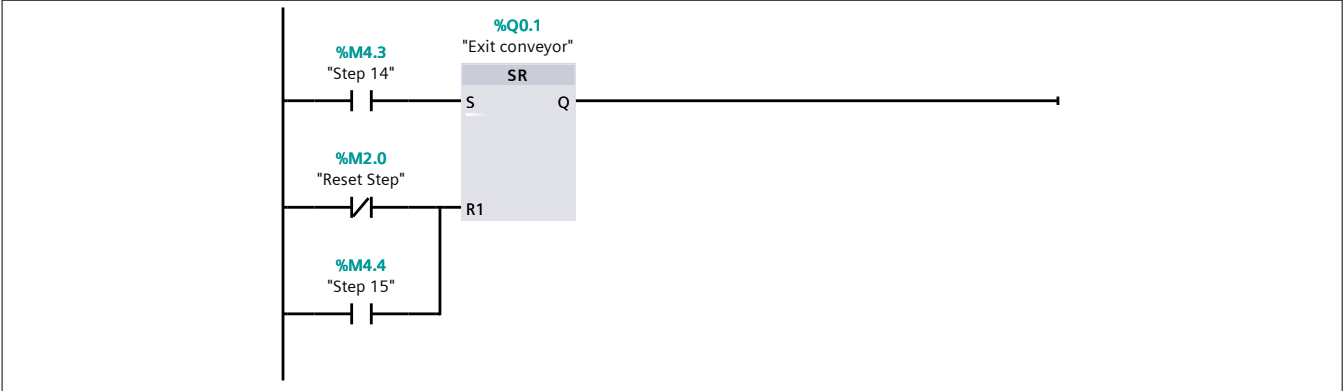 %Q0.1
"Exit conveyor"
%M4.3
"Step 14"
SR
S
Q
%M2.0
"Reset Step"
R1
%M4.4
"Step 15"